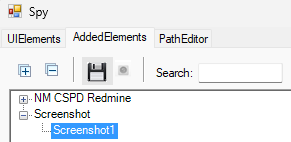 Spy
UIElements AddedElements PathEditor
Search:
NM CSPD Redmine
Screenshot
Screenshot1